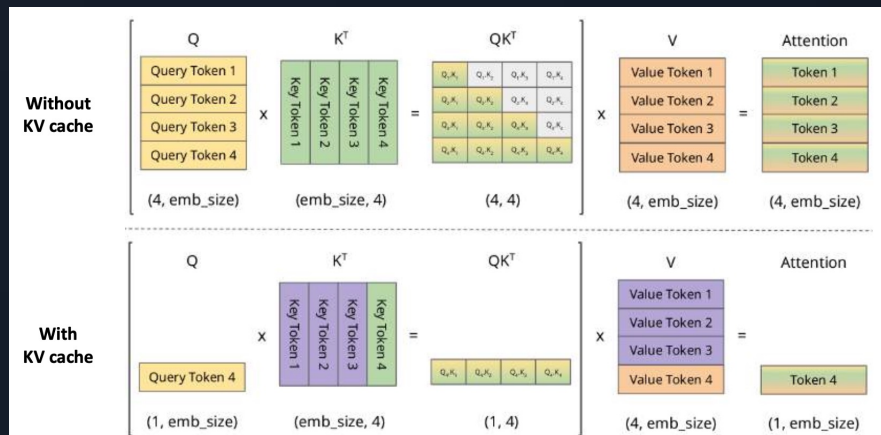 Q
K^T
QK^T
V
Attention
Without
KV cache
Query Token 1
Query Token 2
Query Token 3
Query Token 4
x
Key Token 1
Key Token 2
Key Token 3
Key Token 4
=
x
Value Token 1
Value Token 2
Value Token 3
Value Token 4
=
Token 1
Token 2
Token 3
Token 4
(4, emb_size)
(emb_size, 4)
(4, 4)
(4, emb_size)
(4, emb_size)
Q
K^T
QK^T
V
Attention
With
KV cache
Query Token 4
x
Key Token 1
Key Token 2
Key Token 3
Key Token 4
=
x
Value Token 1
Value Token 2
Value Token 3
Value Token 4
=
Token 4
(1, emb_size)
(emb_size, 4)
(1, 4)
(4, emb_size)
(1, emb_size)